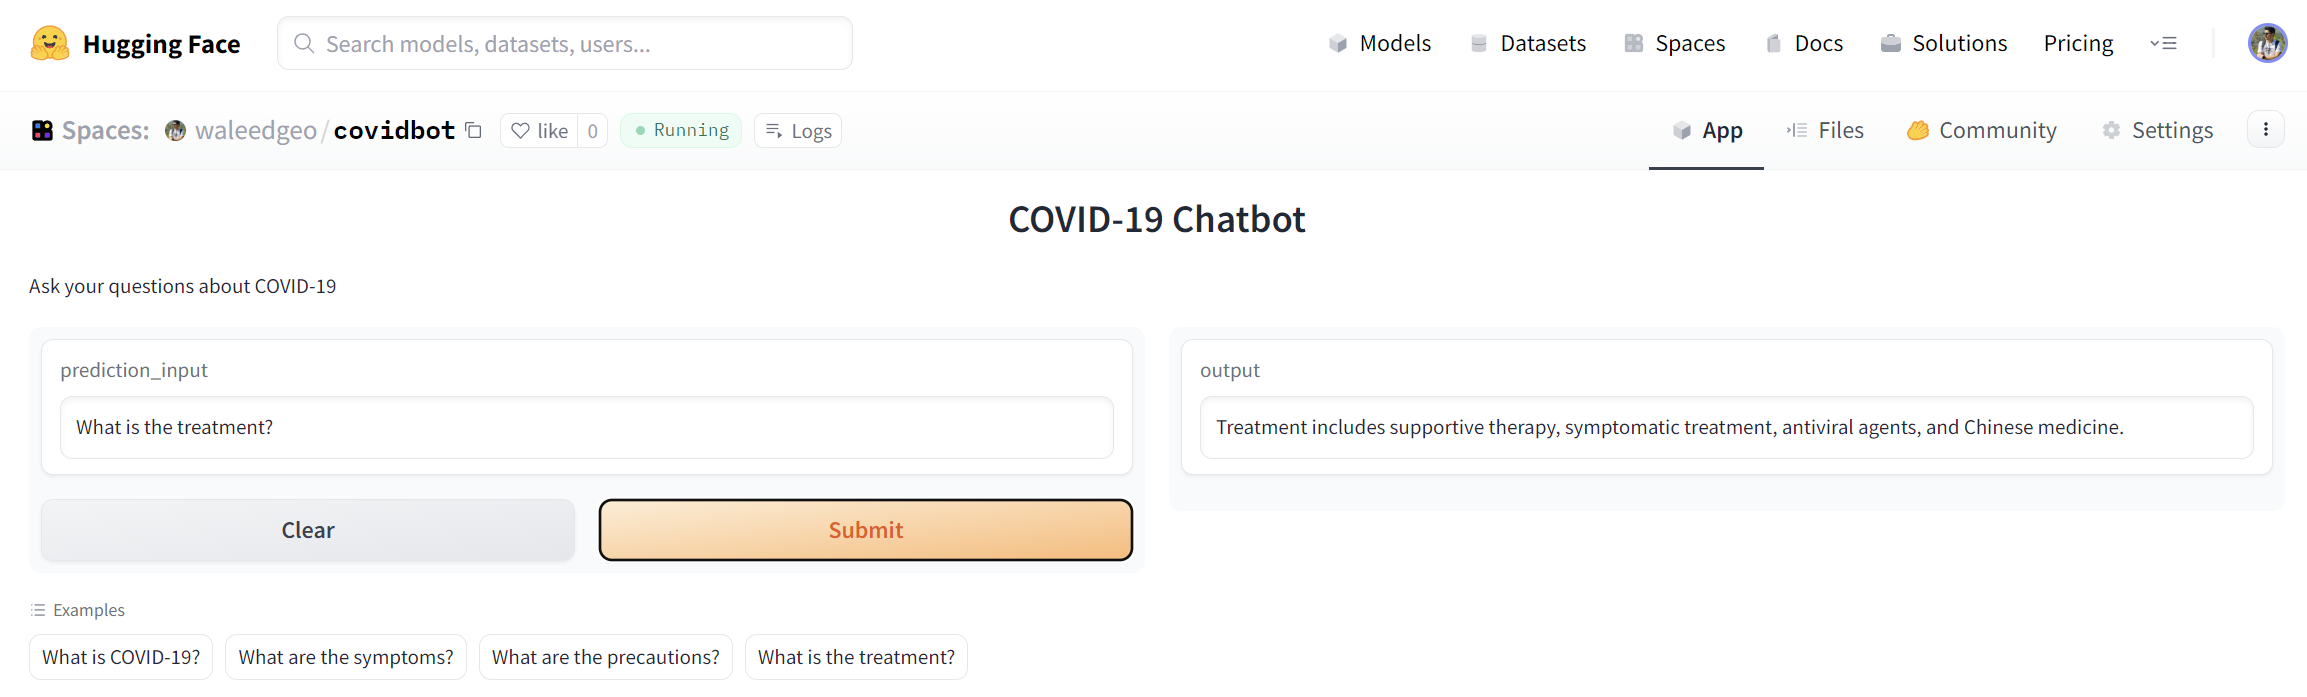 Hugging Face Search models, datasets, users... Models Datasets Spaces Docs Solutions Pricing
Spaces: waleedgeo/covidbot like 0 Running Logs App Files Community Settings
COVID-19 Chatbot
Ask your questions about COVID-19
prediction_input
What is the treatment?
Clear Submit
output
Treatment includes supportive therapy, symptomatic treatment, antiviral agents, and Chinese medicine.
Examples
What is COVID-19? What are the symptoms? What are the precautions? What is the treatment?